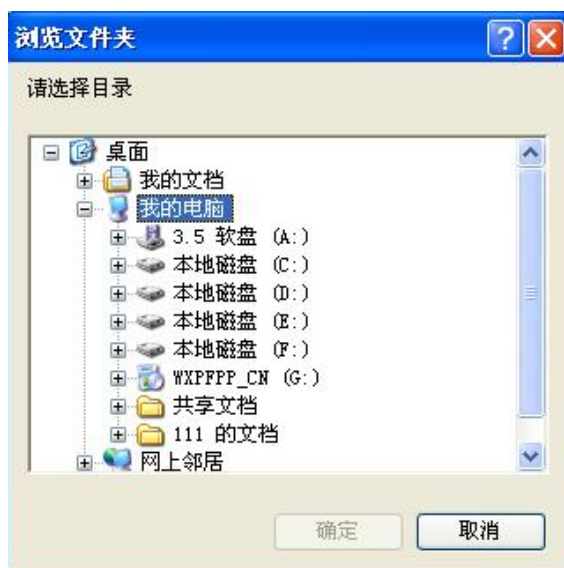 浏览文件夹
请选择目录
桌面
我的文档
我的电脑
3.5 软盘 (A:)
本地磁盘 (C:)
本地磁盘 (D:)
本地磁盘 (E:)
本地磁盘 (F:)
WXPFPP_CN (G:)
共享文档
111 的文档
网上邻居
确定 取消